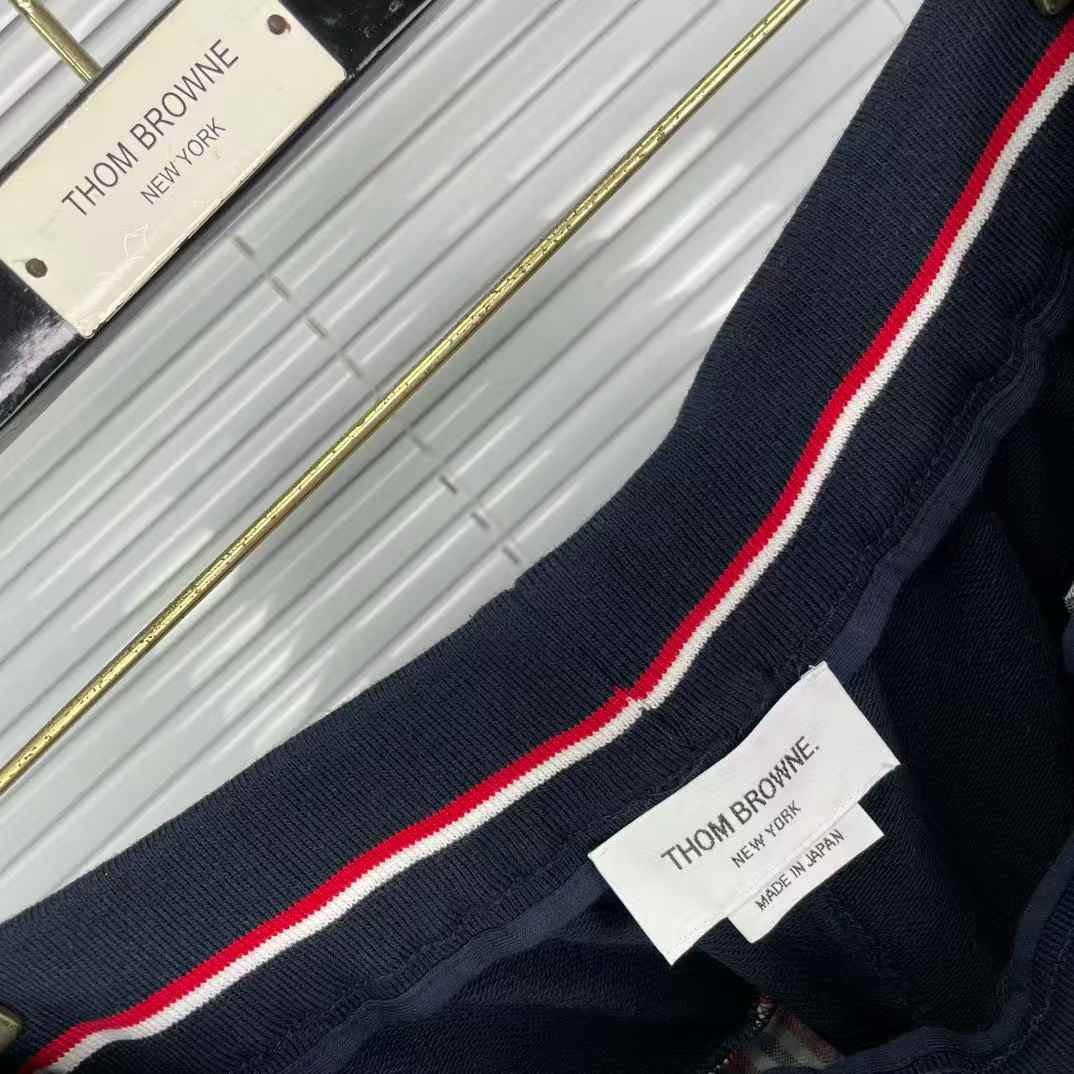 THOM BROWNE
NEW YORK
THOM BROWNE.
NEW YORK
MADE IN JAPAN